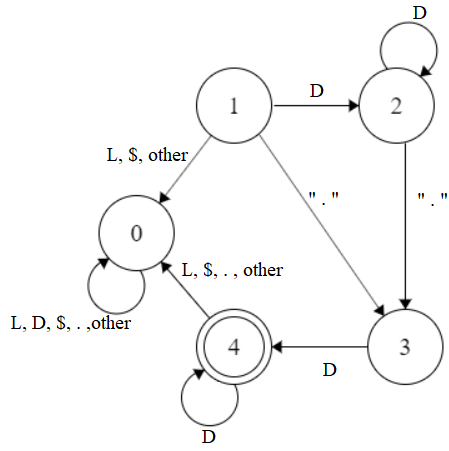 D
1
D
2
L, $, other
" . "
" . "
0
L, $, . , other
L, D, $, . ,other
4
3
D
D